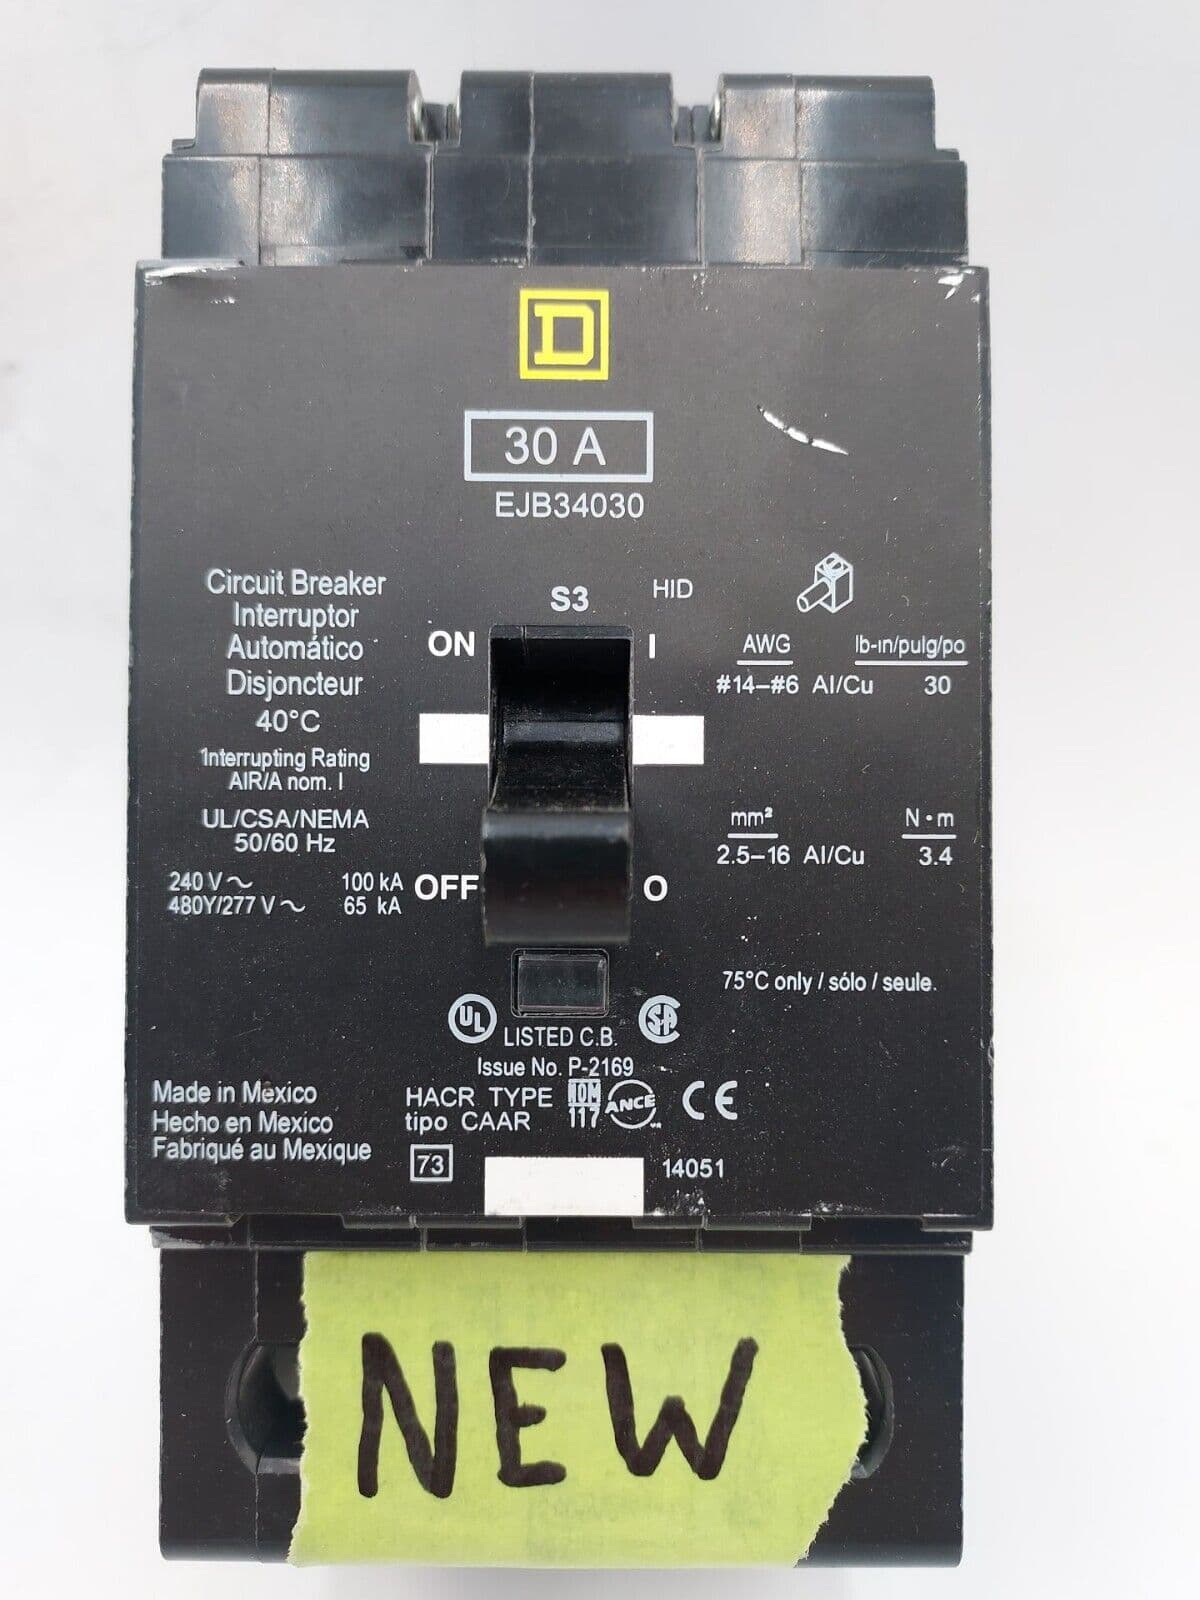 D
30 A
EJB34030
Circuit Breaker
Interruptor
Automático
Disjoncteur
40°C
Interrupting Rating
AIR/A nom. I
UL/CSA/NEMA
50/60 Hz
240 V~ 100 kA
480Y/277 V~ 65 kA
S3
HID
ON I
OFF O
AWG lb-in/pulg/po
#14–#6 Al/Cu 30
mm² N•m
2.5–16 Al/Cu 3.4
75°C only / sólo / seule.
UL LISTED C.B. SA
Issue No. P-2169
HACR TYPE
tipo CAAR
NOM
117
ANCE
CE
73
14051
Made in Mexico
Hecho en Mexico
Fabriqué au Mexique
NEW